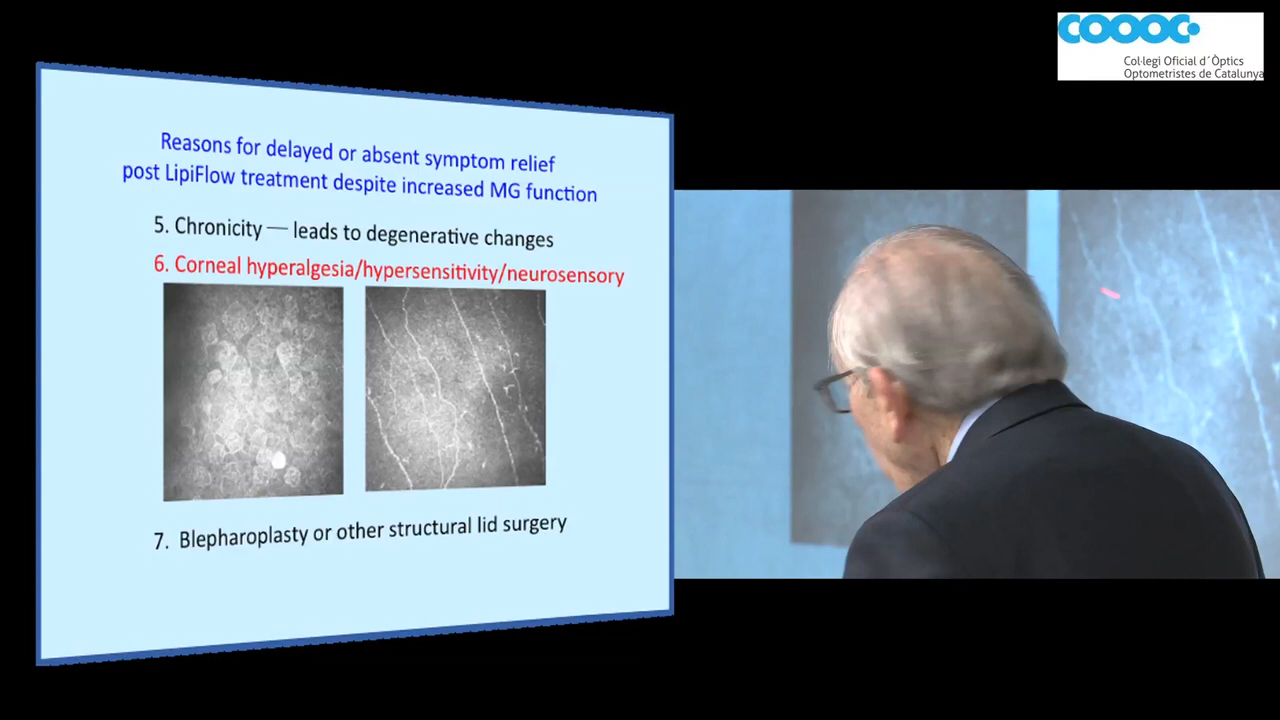 COOOC
Col·legi Oficial d´Òptics
Optometristes de Catalunya
Reasons for delayed or absent symptom relief
post LipiFlow treatment despite increased MG function
5. Chronicity — leads to degenerative changes
6. Corneal hyperalgesia/hypersensitivity/neurosensory
7. Blepharoplasty or other structural lid surgery